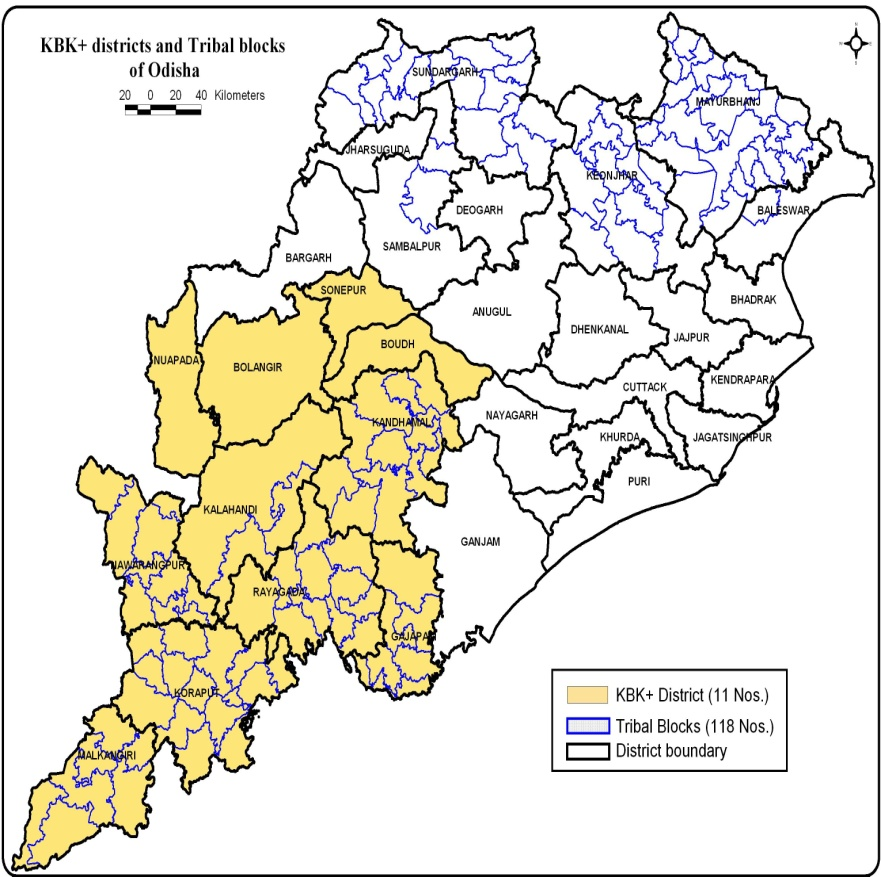 KBK+ districts and Tribal blocks
of Odisha
20 0 20 40 Kilometers
SUNDARGARH
MAYURBHANJ
JHARSUGUDA
KEONJHAR
DEOGARH
BALESWAR
SAMBALPUR
BARGARH
SONEPUR
BHADRAK
ANUGUL
DHENKANAL
JAJPUR
BOUDH
NUAPADA
BOLANGIR
KENDRAPARA
CUTTACK
NAYAGARH
KANDHAMAL
KHURDA
JAGATSINGHPUR
PURI
KALAHANDI
GANJAM
NAWARANGPUR
RAYAGADA
GAJAPATI
KORAPUT
MALKANGIRI
KBK+ District (11 Nos.)
Tribal Blocks (118 Nos.)
District boundary